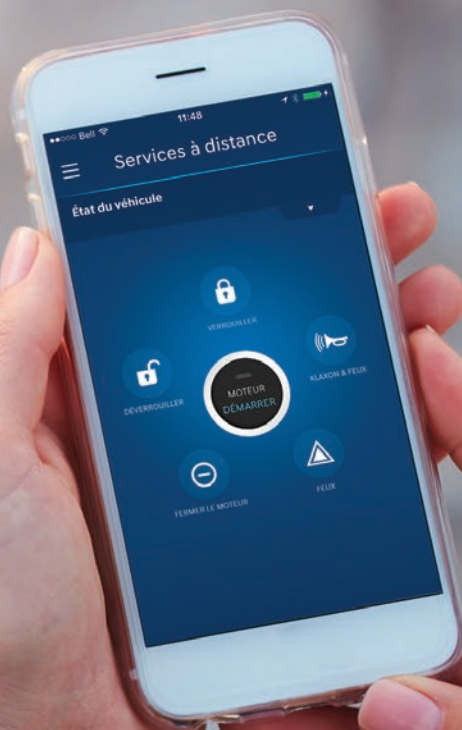 Bell
11:48
Services à distance
État du véhicule
VERROUILLER
KLAXON & FEUX
DÉVERROUILLER
MOTEUR
DÉMARRER
FERMER LE MOTEUR
FEUX